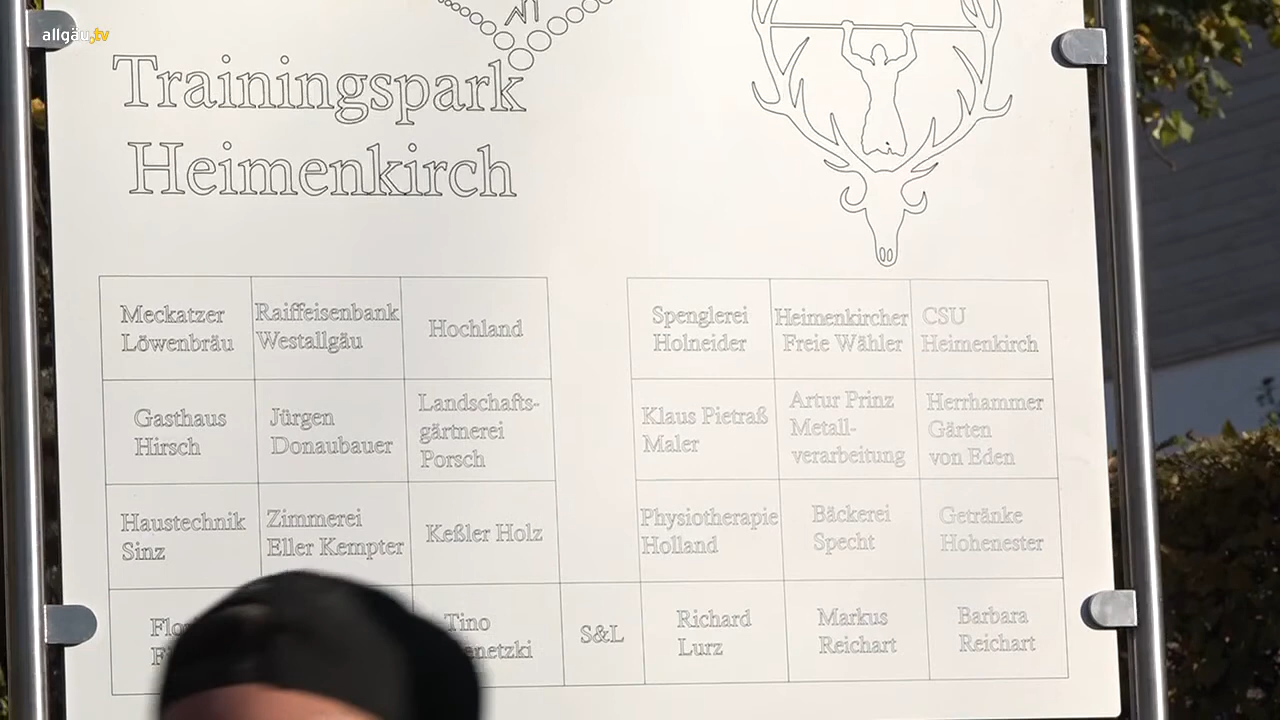 allgäu.tv
Trainingspark
Heimenkirch
Meckatzer
Löwenbräu
Raiffeisenbank
Westallgäu
Hochland
Spenglerei
Holneider
Heimenkircher
Freie Wähler
CSU
Heimenkirch
Gasthaus
Hirsch
Jürgen
Donaubauer
Landschafts-
gärtnerei
Porsch
Klaus Pietraß
Maler
Artur Prinz
Metall-
verarbeitung
Herrhammer
Gärten
von Eden
Haustechnik
Sinz
Zimmerei
Eller Kempter
Keßler Holz
Physiotherapie
Holland
Bäckerei
Specht
Getränke
Hohenester
Tino
S&L
Richard
Lurz
Markus
Reichart
Barbara
Reichart